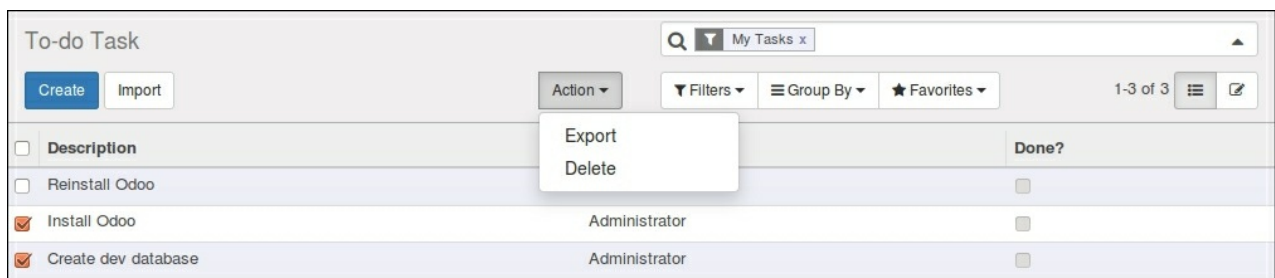 To-do Task
My Tasks x
Create Import Action Filters Group By Favorites 1-3 of 3
Export
Delete
Description Done?
Reinstall Odoo
Install Odoo Administrator
Create dev database Administrator